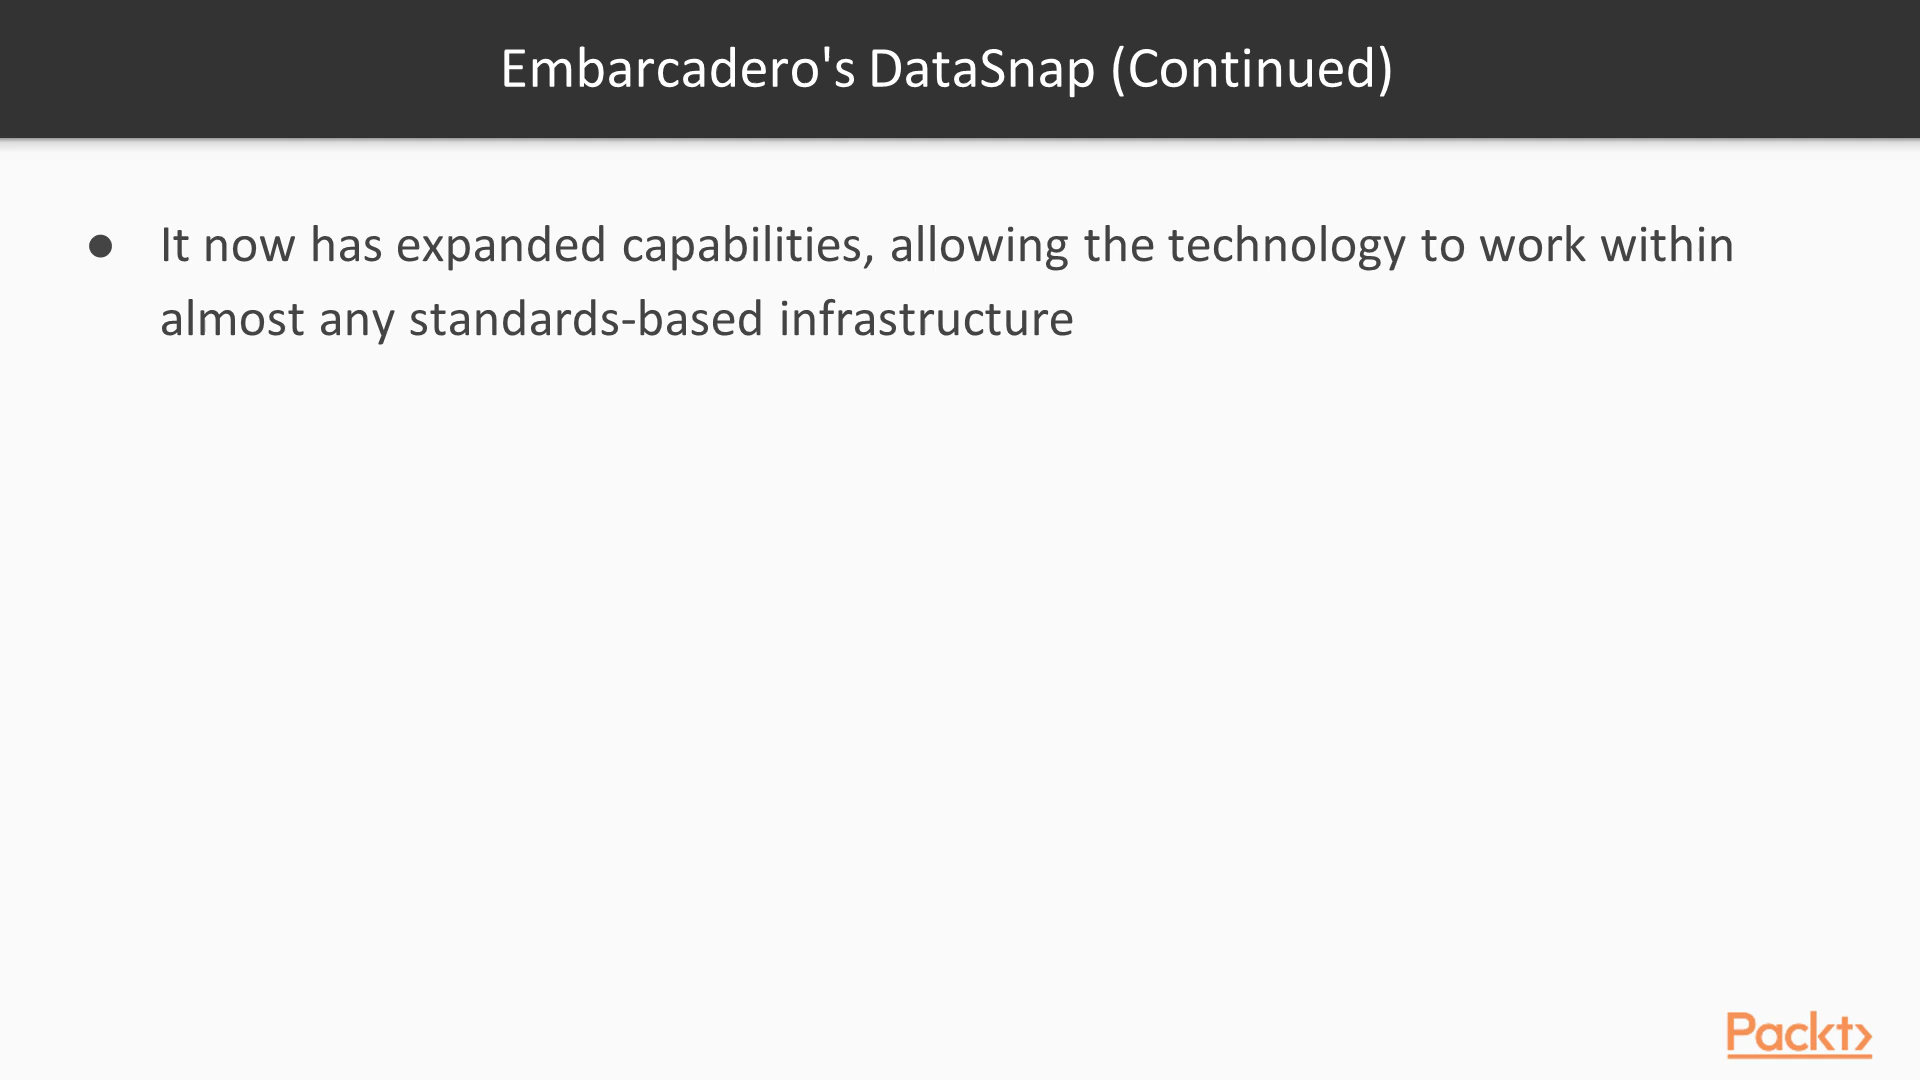 Embarcadero's DataSnap (Continued)
● It now has expanded capabilities, allowing the technology to work within
almost any standards-based infrastructure
Packt>